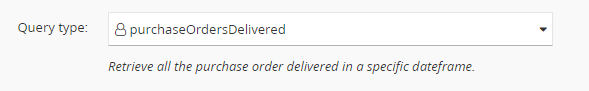 Query type: purchaseOrdersDelivered
Retrieve all the purchase order delivered in a specific dateframe.